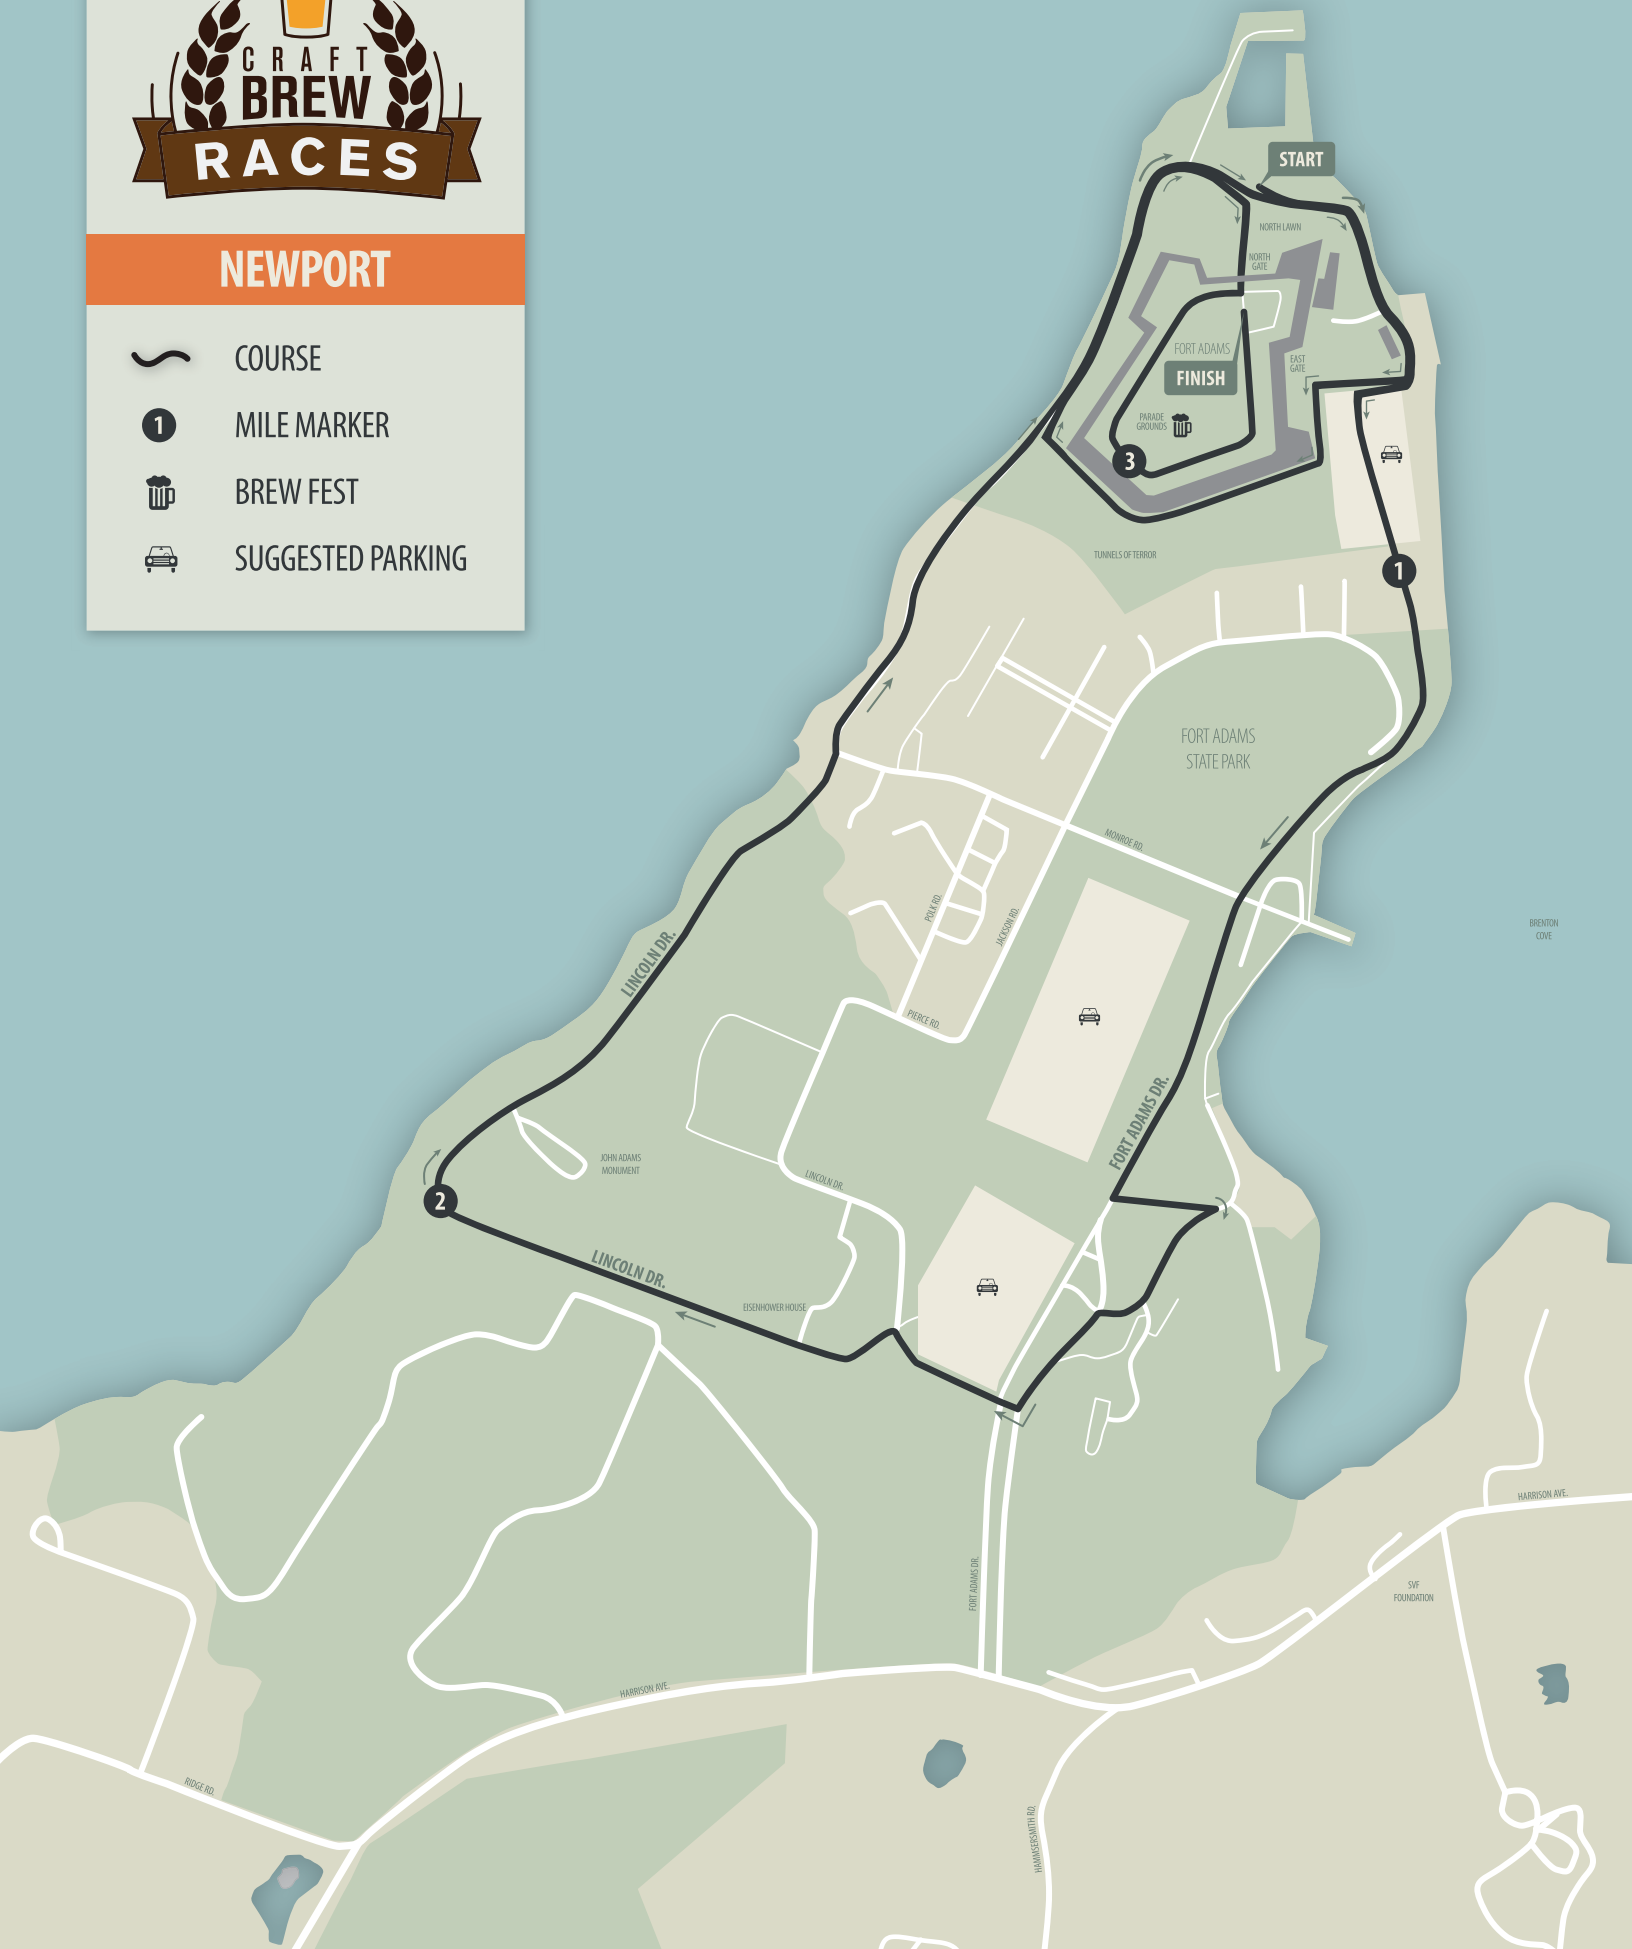 CRAFT
BREW
RACES
NEWPORT
COURSE
1 MILE MARKER
BREW FEST
SUGGESTED PARKING
START
NORTH LAWN
NORTH
GATE
FORT ADAMS
FINISH
EAST
GATE
PARADE
GROUNDS
3
TUNNELS OF TERROR
1
FORT ADAMS
STATE PARK
MONROE RD.
POLK RD.
JACKSON RD.
BRENTON
COVE
LINCOLN DR.
PIERCE RD.
FORT ADAMS DR.
JOHN ADAMS
MONUMENT
LINCOLN DR.
2
LINCOLN DR.
EISENHOWER HOUSE
HARRISON AVE.
FORT ADAMS DR.
SVF
FOUNDATION
HARRISON AVE.
RIDGE RD.
HAMMSERSMITH RD.